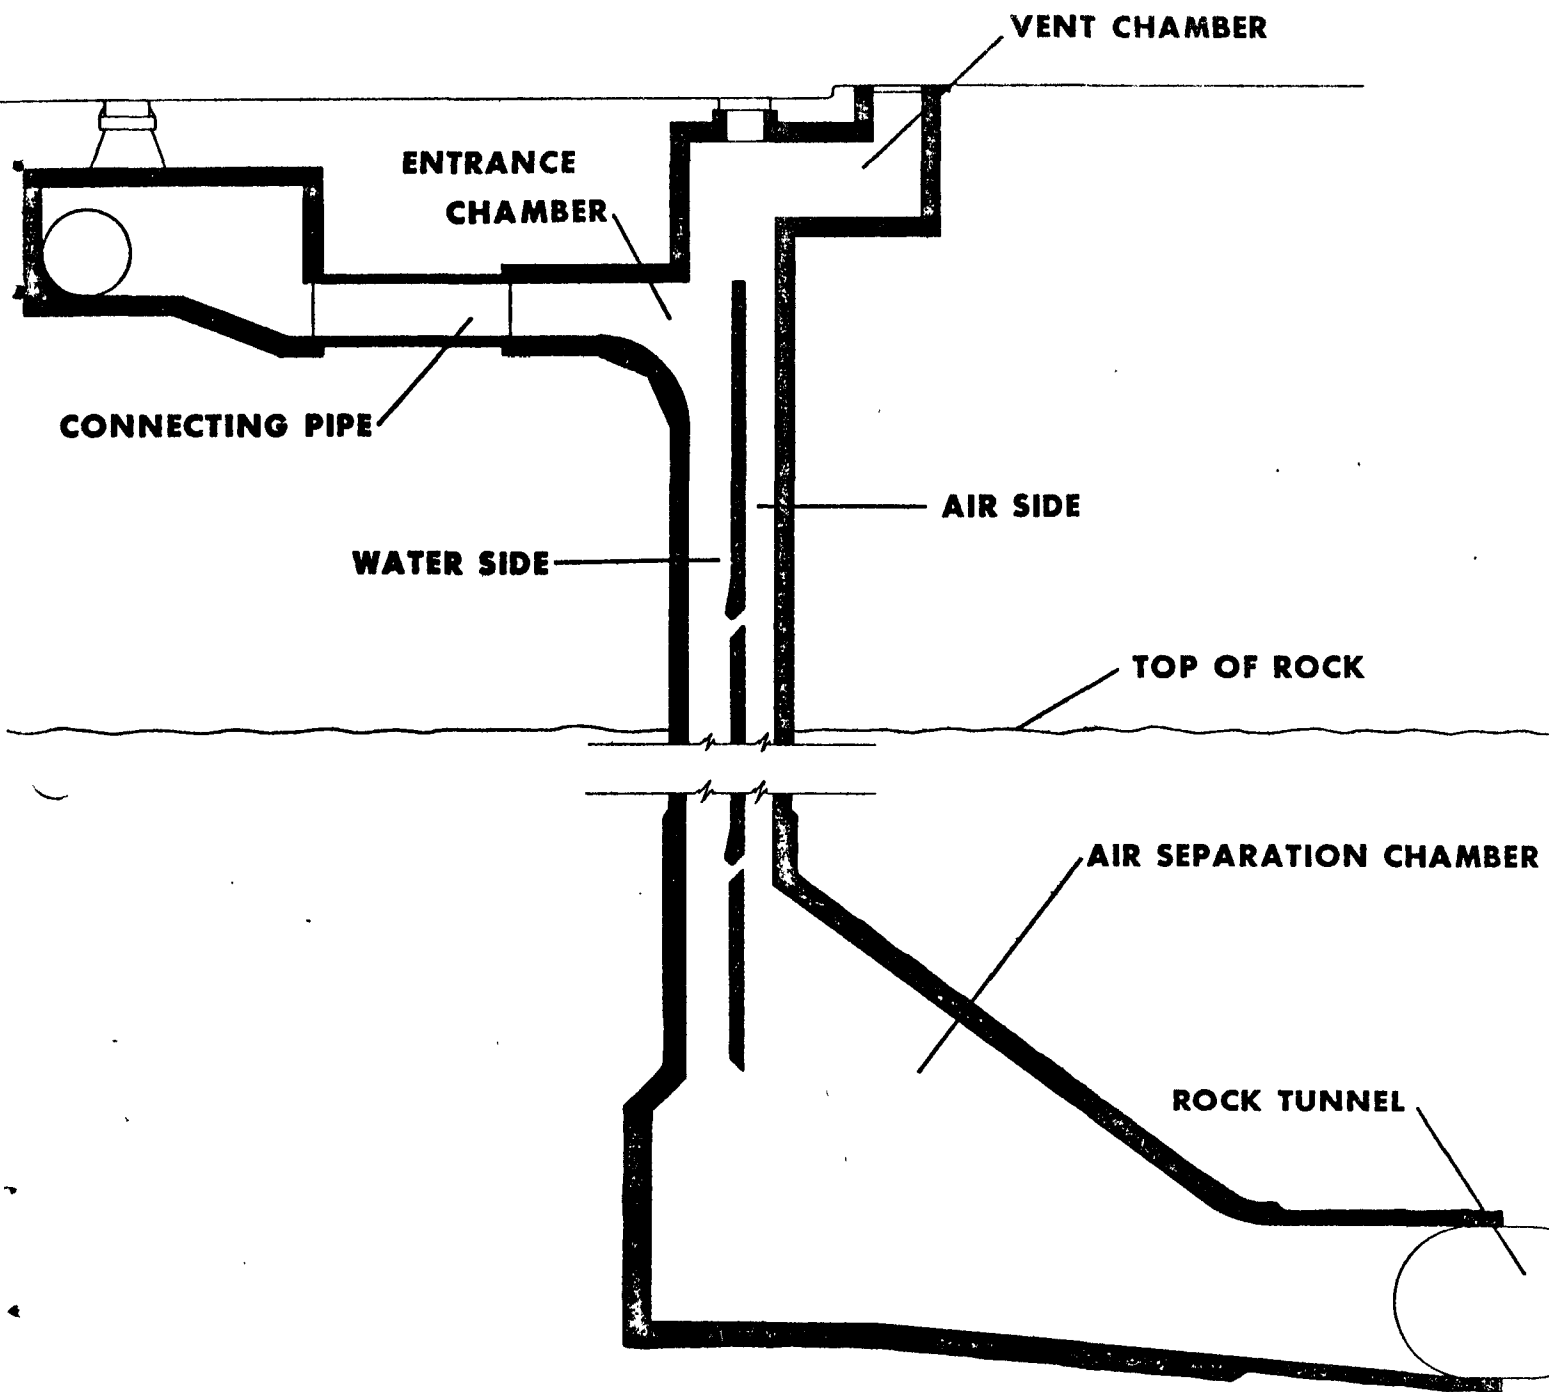 VENT CHAMBER
ENTRANCE
CHAMBER
CONNECTING PIPE
AIR SIDE
WATER SIDE
TOP OF ROCK
AIR SEPARATION CHAMBER
ROCK TUNNEL